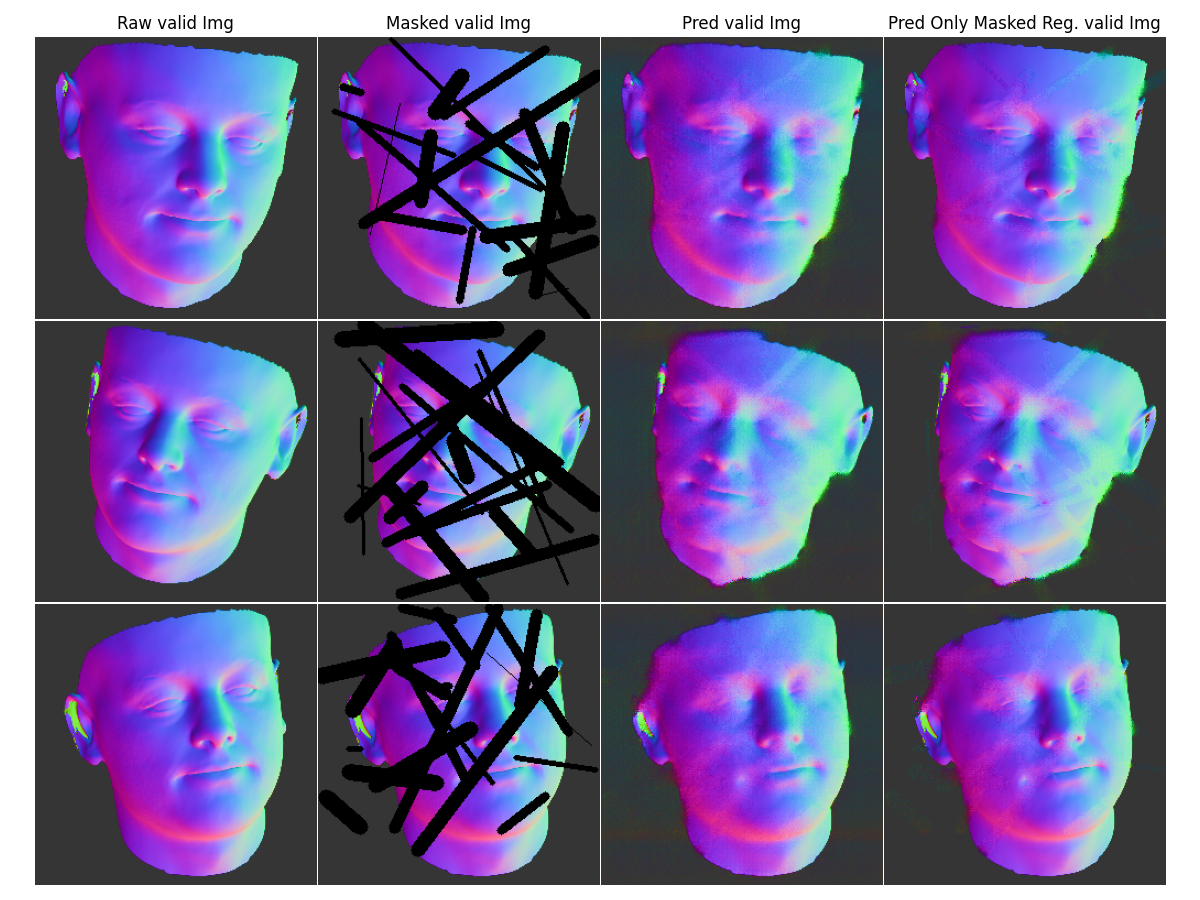 Raw valid Img
Masked valid Img
Pred valid Img
Pred Only Masked Reg. valid Img